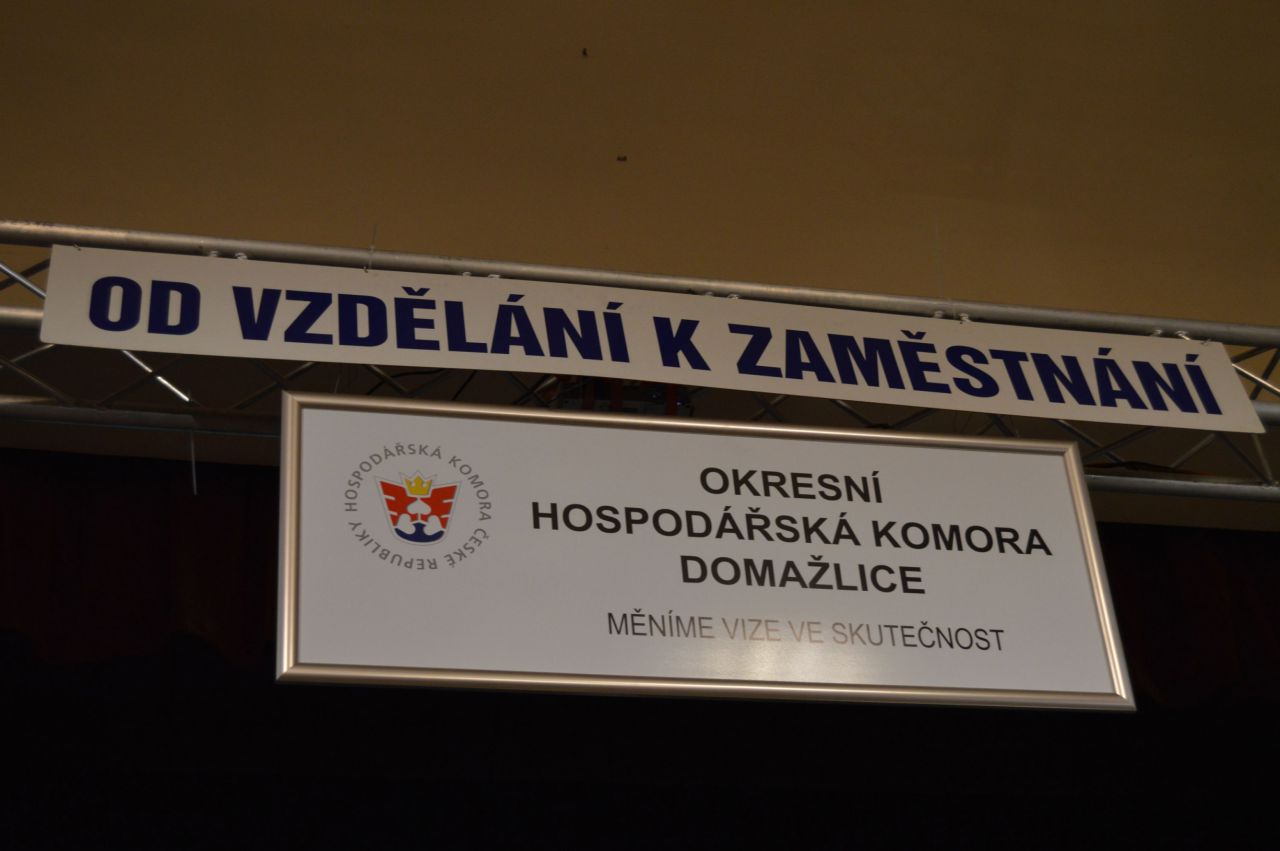 OD VZDĚLÁNÍ K ZAMĚSTNÁNÍ
HOSPODÁŘSKÁ KOMORA ČESKÉ REPUBLIKY
OKRESNÍ
HOSPODÁŘSKÁ KOMORA
DOMAŽLICE
MĚNÍME VIZE VE SKUTEČNOST